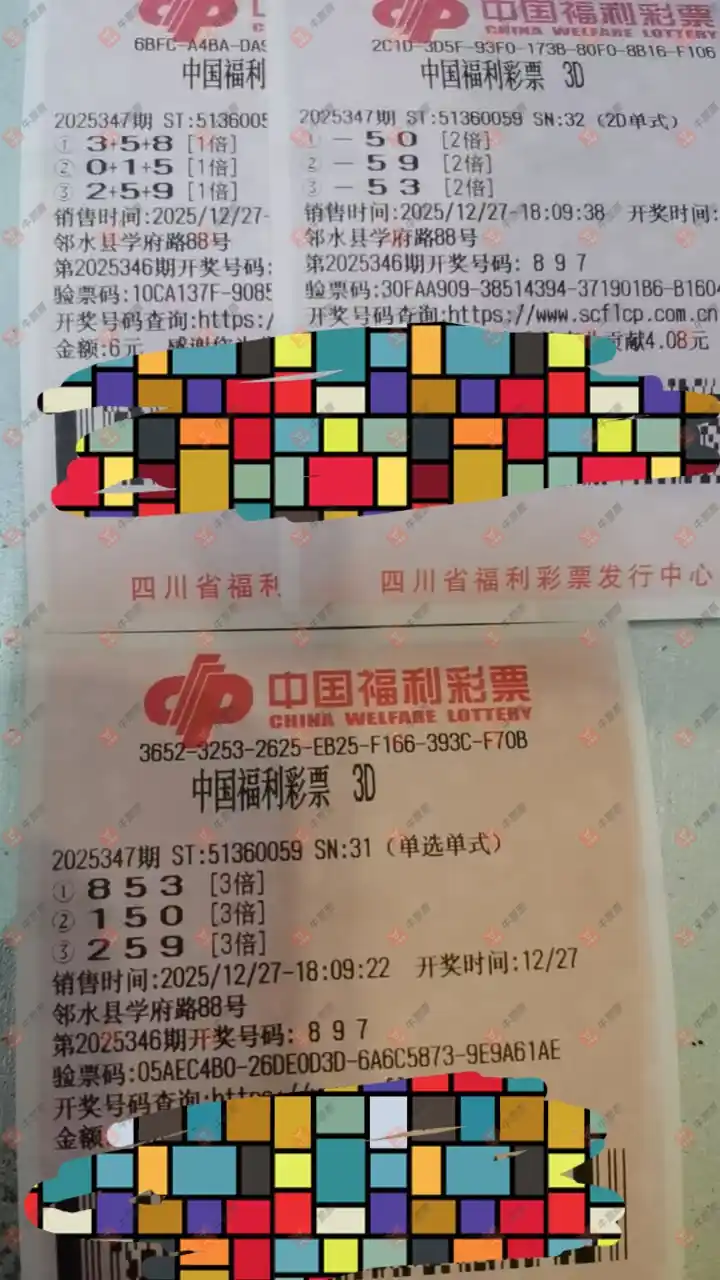 6BFC-A4BA-DA9
中国福利
2025347期 ST:5136005
① 3+5+8 [1倍]
② 0+1+5 [1倍]
③ 2+5+9 [1倍]
销售时间:2025/12/27-
邻水县学府路88号
第2025346期开奖号码:
验票码:10CA137F-9085
开奖号码查询:https:/
金额:6元
中国福利彩票
CHINA WELFARE LOTTERY
2C1D-3D5F-93F0-173B-80F0-8B16-F106
中国福利彩票 3D
2025347期 ST:51360059 SN:32 (2D单式)
① － 5 0 [2倍]
② － 5 9 [2倍]
③ － 5 3 [2倍]
销售时间:2025/12/27-18:09:38 开奖时间:
邻水县学府路88号
第2025346期开奖号码: 8 9 7
验票码:30FAA909-38514394-371901B6-B1604
开奖号码查询:https://www.scflcp.com.cn
贡献4.08元
四川省福利
四川省福利彩票发行中心
中国福利彩票
CHINA WELFARE LOTTERY
3652-3253-2625-EB25-F166-393C-F70B
中国福利彩票 3D
2025347期 ST:51360059 SN:31 (单选单式)
① 8 5 3 [3倍]
② 1 5 0 [3倍]
③ 2 5 9 [3倍]
销售时间:2025/12/27-18:09:22 开奖时间:12/27
邻水县学府路88号
第2025346期开奖号码: 8 9 7
验票码:05AEC4B0-26DE0D3D-6A6C5873-9E9A61AE
开奖号码查询:https:/
金额